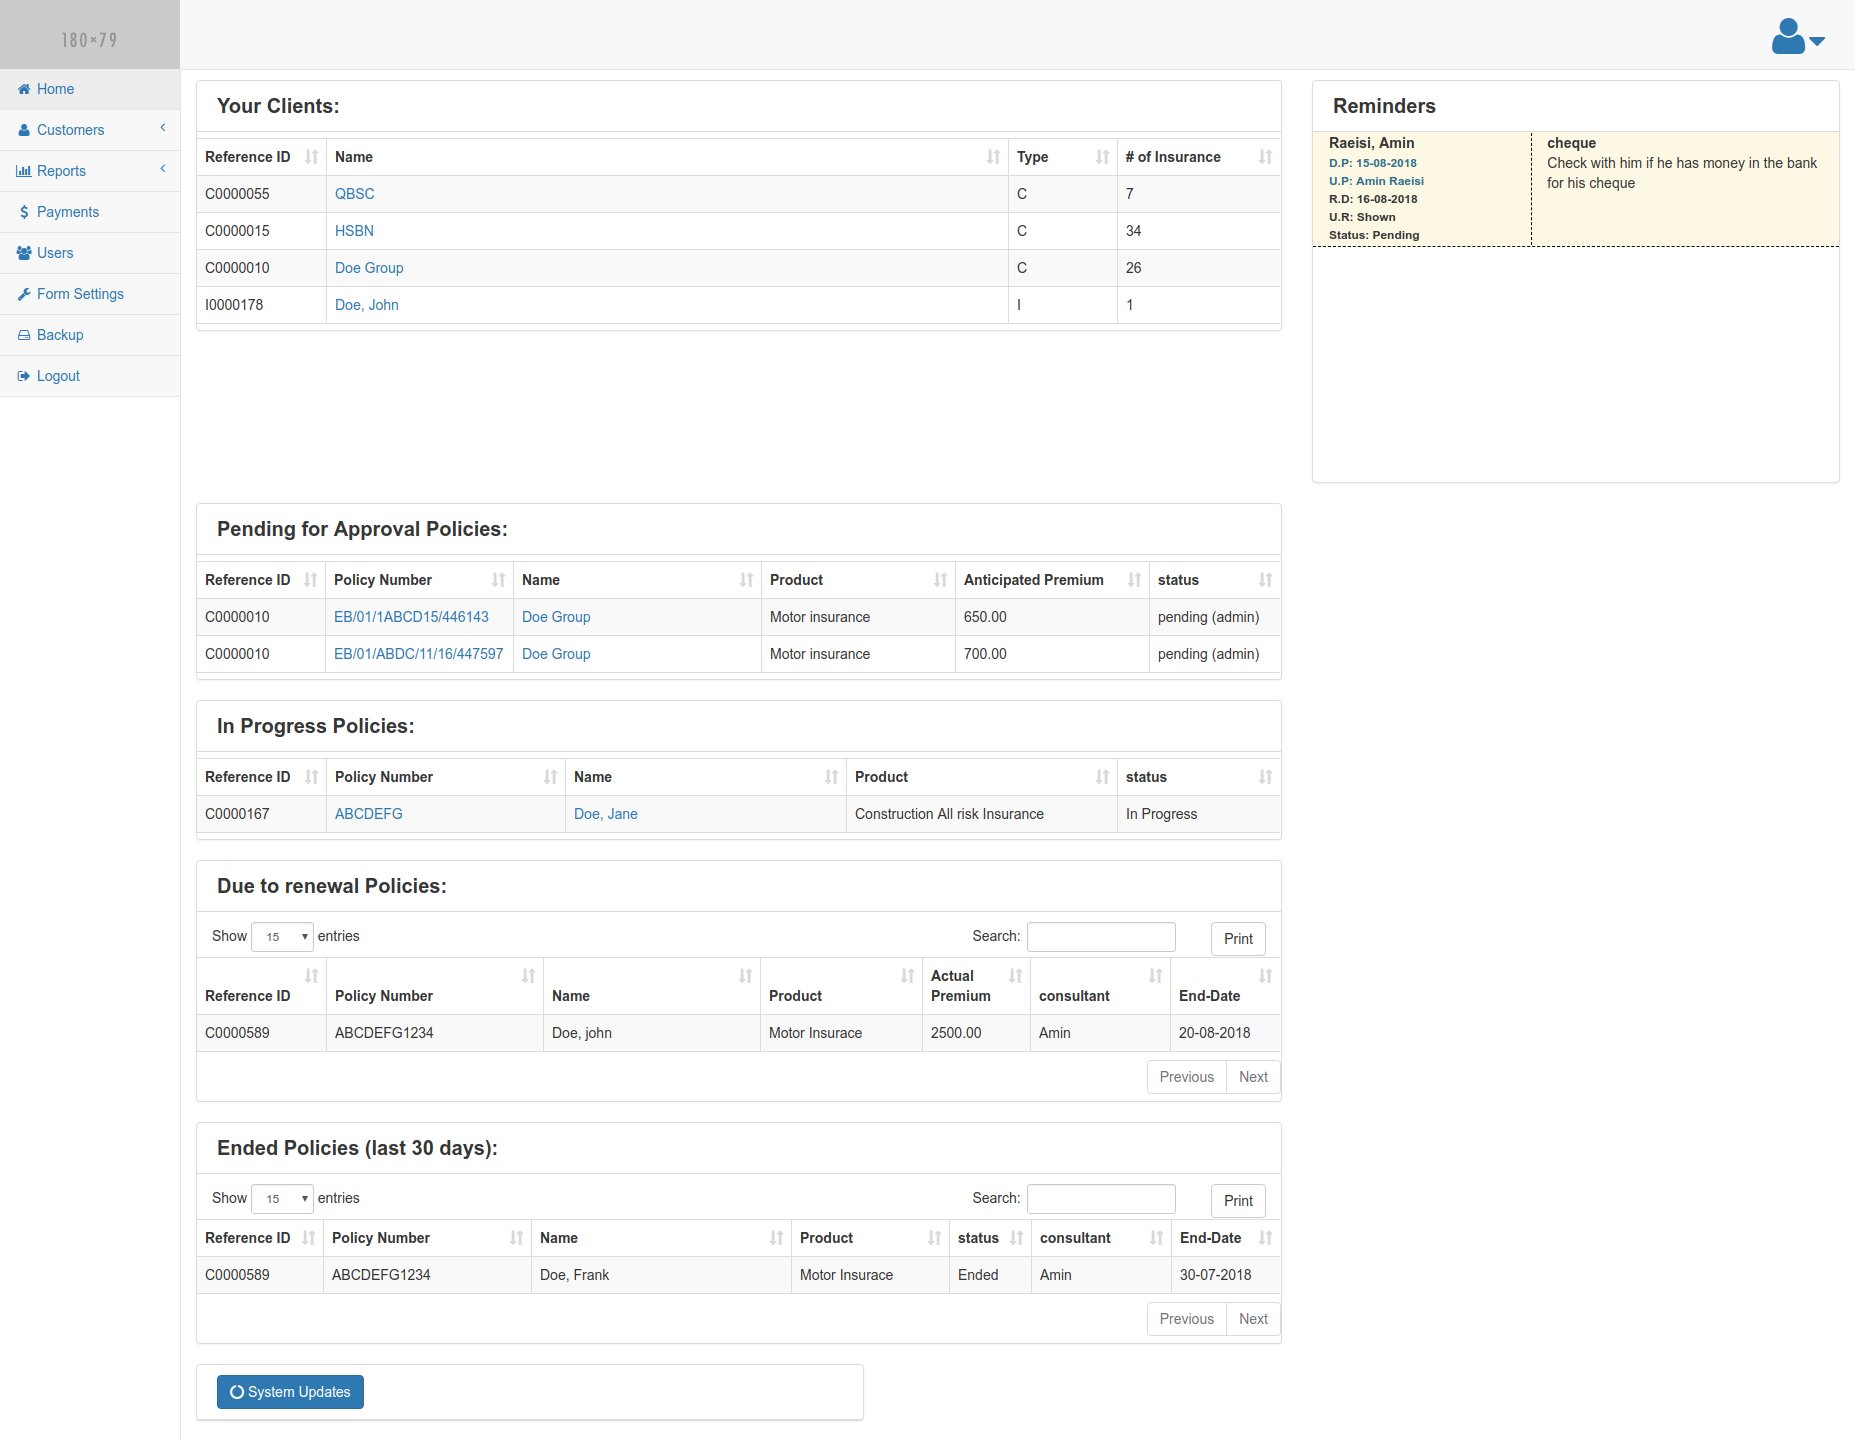 180×79
Home
Customers
Reports
Payments
Users
Form Settings
Backup
Logout
Your Clients:
Reference ID Name Type # of Insurance
C0000055 QBSC C 7
C0000015 HSBN C 34
C0000010 Doe Group C 26
I0000178 Doe, John I 1
Reminders
Raeisi, Amin
D.P: 15-08-2018
U.P: Amin Raeisi
R.D: 16-08-2018
U.R: Shown
Status: Pending
cheque
Check with him if he has money in the bank
for his cheque
Pending for Approval Policies:
Reference ID Policy Number Name Product Anticipated Premium status
C0000010 EB/01/1ABCD15/446143 Doe Group Motor insurance 650.00 pending (admin)
C0000010 EB/01/ABDC/11/16/447597 Doe Group Motor insurance 700.00 pending (admin)
In Progress Policies:
Reference ID Policy Number Name Product status
C0000167 ABCDEFG Doe, Jane Construction All risk Insurance In Progress
Due to renewal Policies:
Show 15 entries Search: Print
Reference ID Policy Number Name Product Actual Premium consultant End-Date
C0000589 ABCDEFG1234 Doe, john Motor Insurace 2500.00 Amin 20-08-2018
Previous Next
Ended Policies (last 30 days):
Show 15 entries Search: Print
Reference ID Policy Number Name Product status consultant End-Date
C0000589 ABCDEFG1234 Doe, Frank Motor Insurace Ended Amin 30-07-2018
Previous Next
System Updates